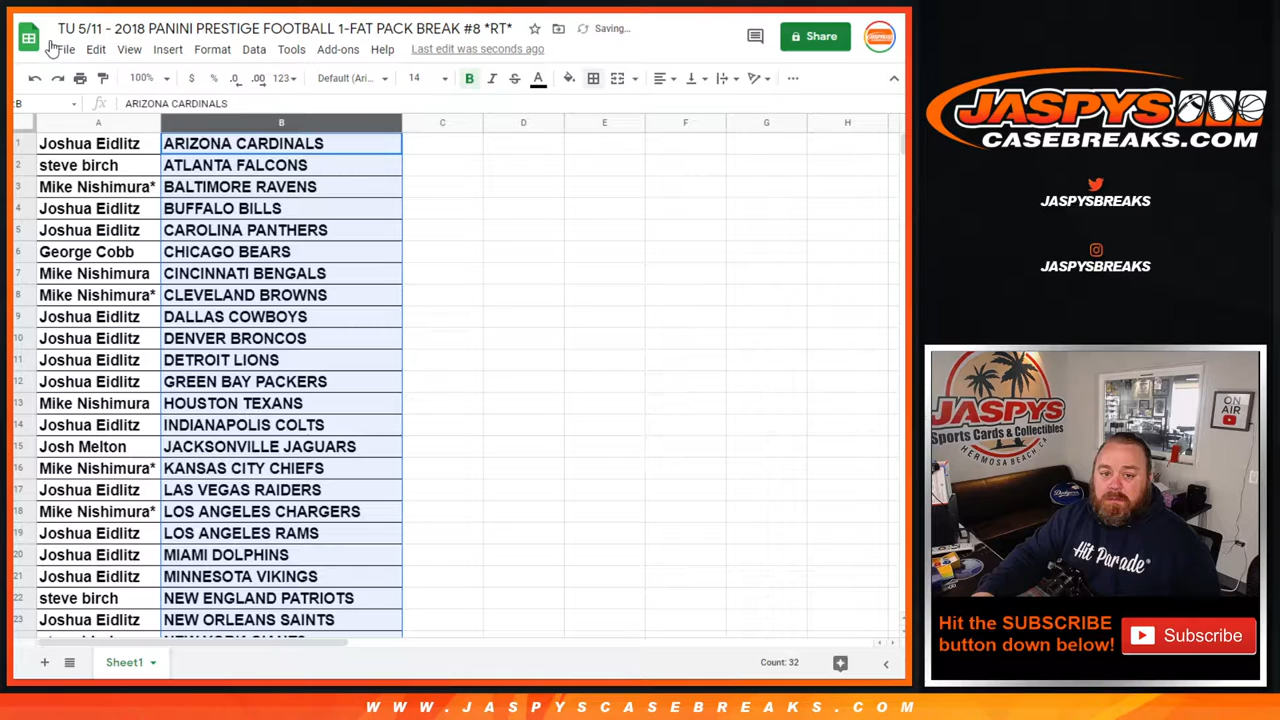 TU 5/11 - 2018 PANINI PRESTIGE FOOTBALL 1-FAT PACK BREAK #8 *RT*
Saving...
File Edit View Insert Format Data Tools Add-ons Help Last edit was seconds ago
Share
100% $ % .0 .00 123 Default (Ari... 14 B I S A
fx ARIZONA CARDINALS
A B C D E F G H
1 Joshua Eidlitz ARIZONA CARDINALS
2 steve birch ATLANTA FALCONS
3 Mike Nishimura* BALTIMORE RAVENS
4 Joshua Eidlitz BUFFALO BILLS
5 Joshua Eidlitz CAROLINA PANTHERS
6 George Cobb CHICAGO BEARS
7 Mike Nishimura CINCINNATI BENGALS
8 Mike Nishimura* CLEVELAND BROWNS
9 Joshua Eidlitz DALLAS COWBOYS
10 Joshua Eidlitz DENVER BRONCOS
11 Joshua Eidlitz DETROIT LIONS
12 Joshua Eidlitz GREEN BAY PACKERS
13 Mike Nishimura HOUSTON TEXANS
14 Joshua Eidlitz INDIANAPOLIS COLTS
15 Josh Melton JACKSONVILLE JAGUARS
16 Mike Nishimura* KANSAS CITY CHIEFS
17 Joshua Eidlitz LAS VEGAS RAIDERS
18 Mike Nishimura* LOS ANGELES CHARGERS
19 Joshua Eidlitz LOS ANGELES RAMS
20 Joshua Eidlitz MIAMI DOLPHINS
21 Joshua Eidlitz MINNESOTA VIKINGS
22 steve birch NEW ENGLAND PATRIOTS
23 Joshua Eidlitz NEW ORLEANS SAINTS
Sheet1
Count: 32
JASPYS
CASEBREAKS.COM
JASPYSBREAKS
JASPYSBREAKS
JASPYS
Sports Cards & Collectibles
HERMOSA BEACH, CA
ON
AIR
Dodgers
Hit Parade
Hit the SUBSCRIBE
button down below!
Subscribe
WWW.JASPYSCASEBREAKS.COM